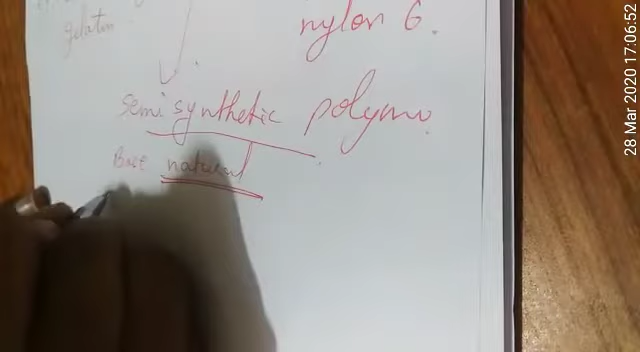 gelatin
nylon 6.
semi synthetic polymer
Base natural
28 Mar 2020 17:06:52